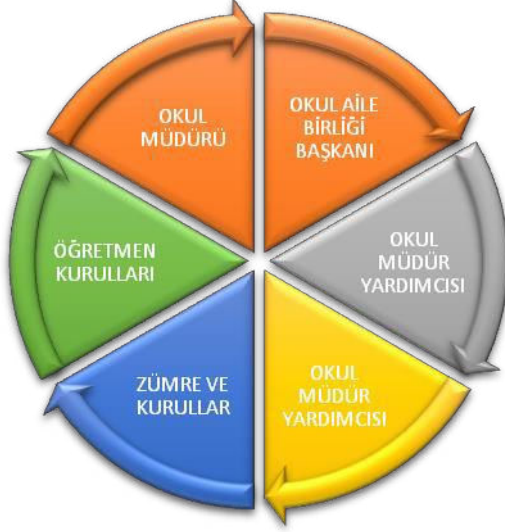 OKUL
MÜDÜRÜ
OKUL AİLE
BİRLİĞİ
BAŞKANI
OKUL
MÜDÜR
YARDIMCISI
OKUL
MÜDÜR
YARDIMCISI
ZÜMRE VE
KURULLAR
ÖĞRETMEN
KURULLARI